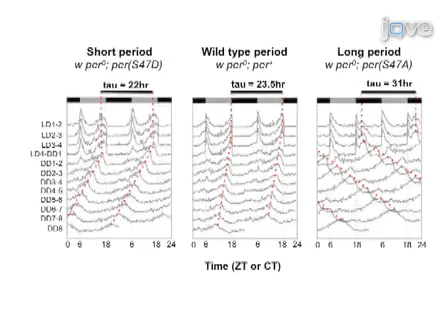 jove
Short period
w per0; per(S47D)
tau = 22hr
Wild type period
w per0; per+
tau = 23.5hr
Long period
w per0; per(S47A)
tau = 31hr
LD1-2
LD2-3
LD3-4
LD4-DD1
DD1-2
DD2-3
DD3-4
DD4-5
DD5-6
DD6-7
DD7-8
DD8
0 6 18 6 18 24
0 6 18 6 18 24
0 6 18 6 18 24
Time (ZT or CT)